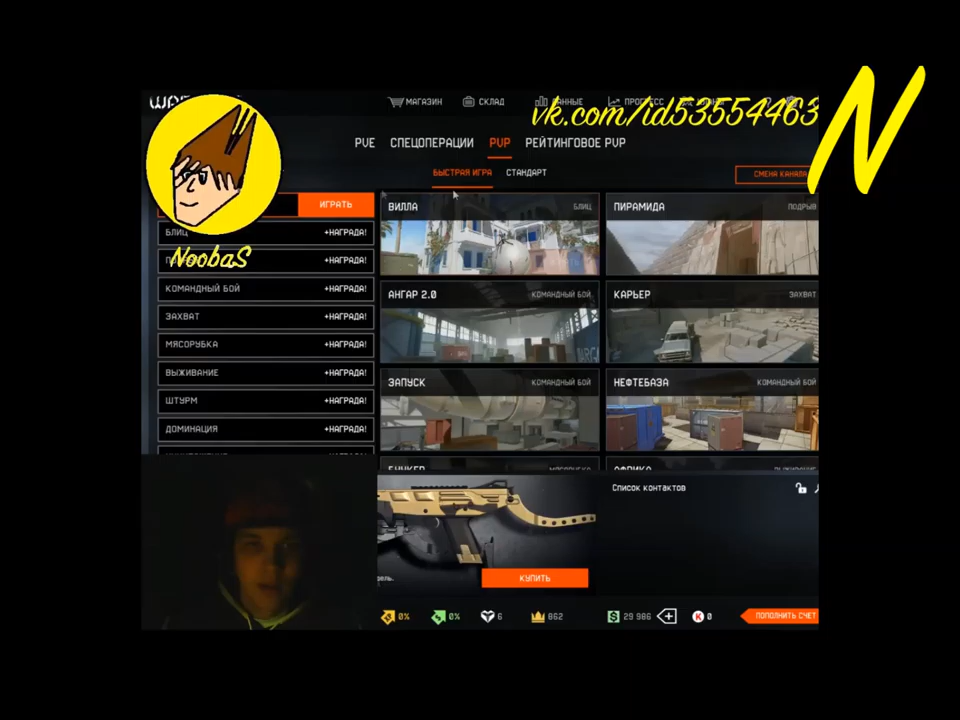 МАГАЗИН СКЛАД
vk.com/id53554463
N
PVE СПЕЦОПЕРАЦИИ PVP РЕЙТИНГОВОЕ PVP
БЫСТРАЯ ИГРА СТАНДАРТ
СМЕНА КАНАЛА
ИГРАТЬ
БЛИЦ +НАГРАДА!
+НАГРАДА!
NoobaS
КОМАНДНЫЙ БОЙ +НАГРАДА!
ЗАХВАТ +НАГРАДА!
МЯСОРУБКА +НАГРАДА!
ВЫЖИВАНИЕ +НАГРАДА!
ШТУРМ +НАГРАДА!
ДОМИНАЦИЯ +НАГРАДА!
ВИЛЛА БЛИЦ
ПИРАМИДА ПОДРЫВ
АНГАР 2.0 КОМАНДНЫЙ БОЙ
КАРЬЕР ЗАХВАТ
ЗАПУСК КОМАНДНЫЙ БОЙ
НЕФТЕБАЗА КОМАНДНЫЙ БОЙ
Список контактов
КУПИТЬ
0% 0% 6 862 29 986 K 0
ПОПОЛНИТЬ СЧЕТ